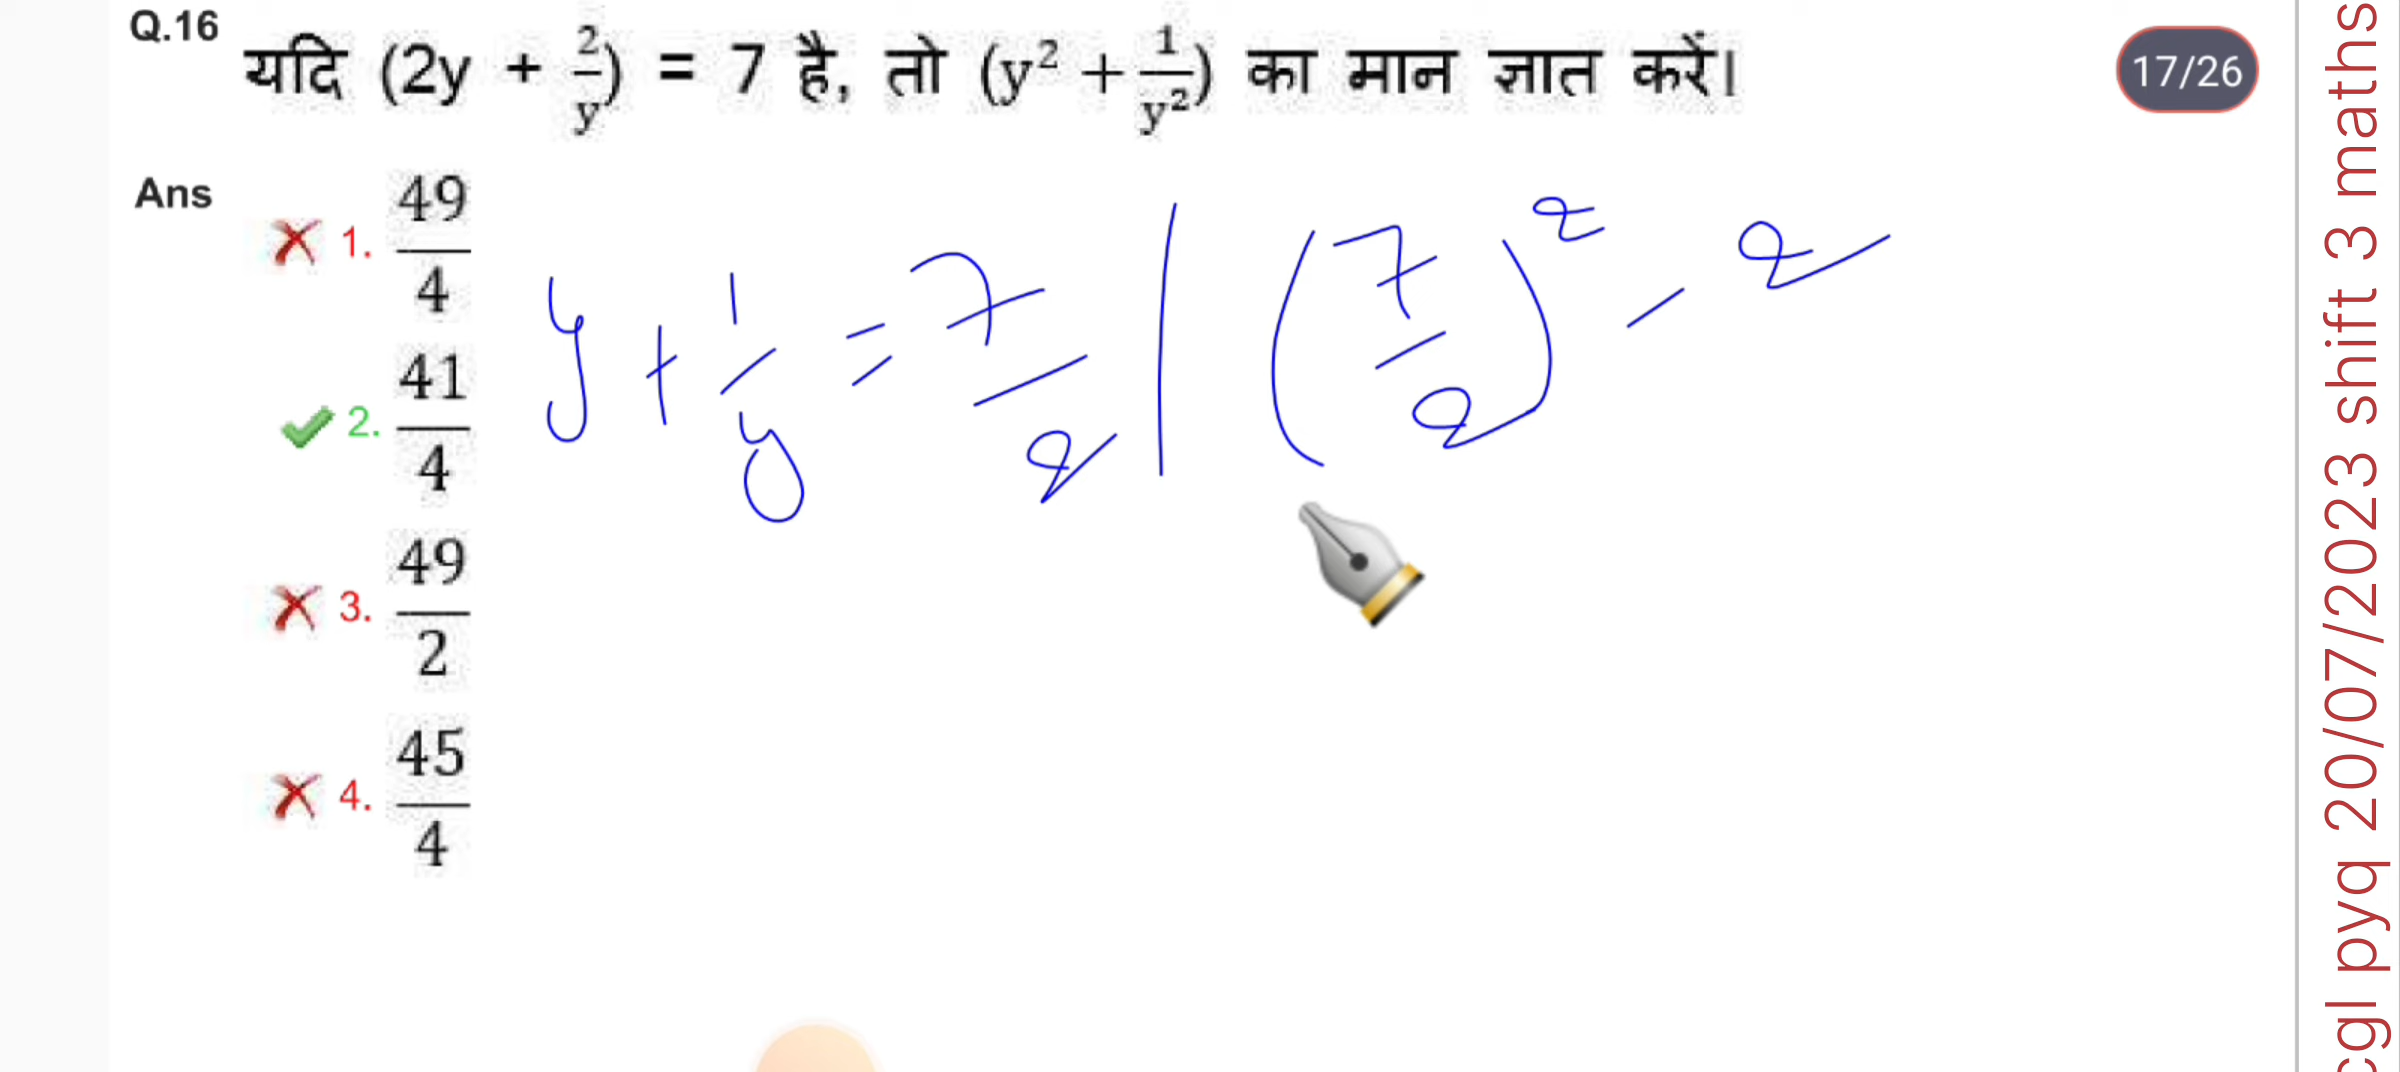 Q.16 यदि (2y + 2/y) = 7 है, तो (y² + 1/y²) का मान ज्ञात करें।
17/26
Ans
1. 49/4
2. 41/4
3. 49/2
4. 45/4
y + 1/y = 7/2 | (7/2)² - 2
cgl pyq 20/07/2023 shift 3 maths